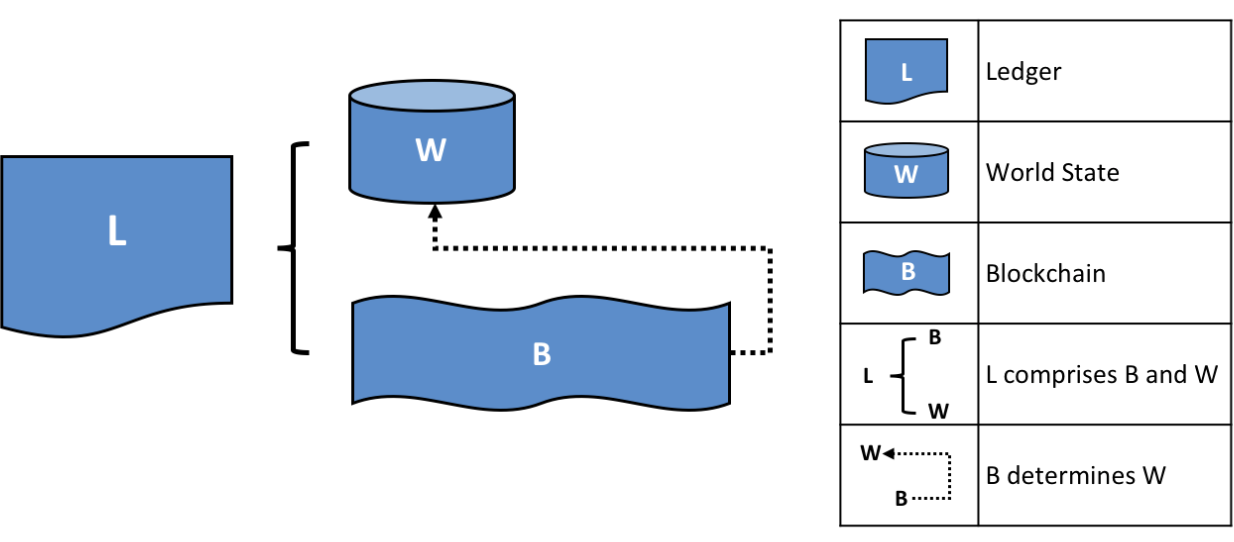 L
W
B
L
Ledger
W
World State
B
Blockchain
B
L
W
L comprises B and W
W
B
B determines W